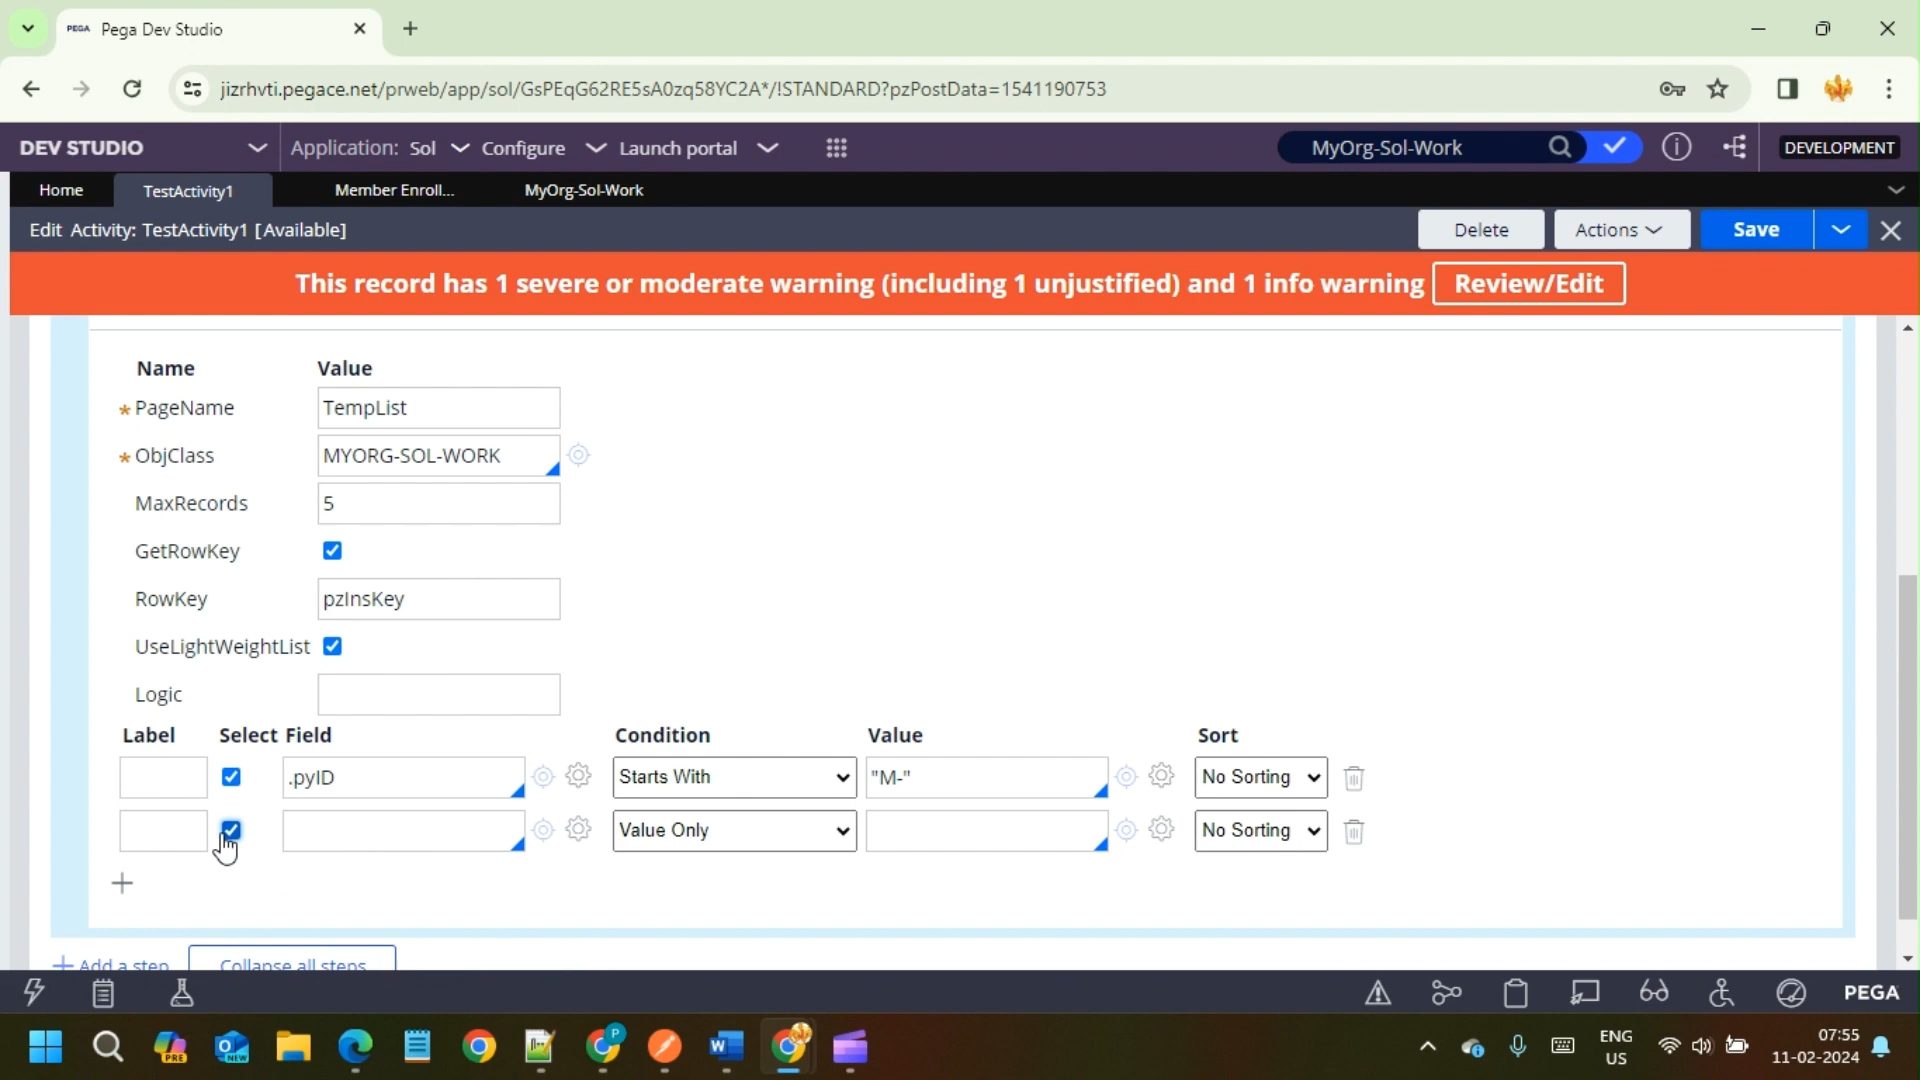 PEGA Pega Dev Studio
jizrhvti.pegace.net/prweb/app/sol/GsPEqG62RE5sA0zq58YC2A*/!STANDARD?pzPostData=1541190753
DEV STUDIO Application: Sol Configure Launch portal MyOrg-Sol-Work DEVELOPMENT
Home TestActivity1 Member Enroll... MyOrg-Sol-Work
Edit Activity: TestActivity1 [Available] Delete Actions Save
This record has 1 severe or moderate warning (including 1 unjustified) and 1 info warning Review/Edit
Name Value
PageName TempList
ObjClass MYORG-SOL-WORK
MaxRecords 5
GetRowKey
RowKey pzInsKey
UseLightWeightList
Logic
Label Select Field Condition Value Sort
.pyID Starts With "M-" No Sorting
Value Only No Sorting
Add a step Collapse all steps
PEGA
ENG 07:55
US 11-02-2024